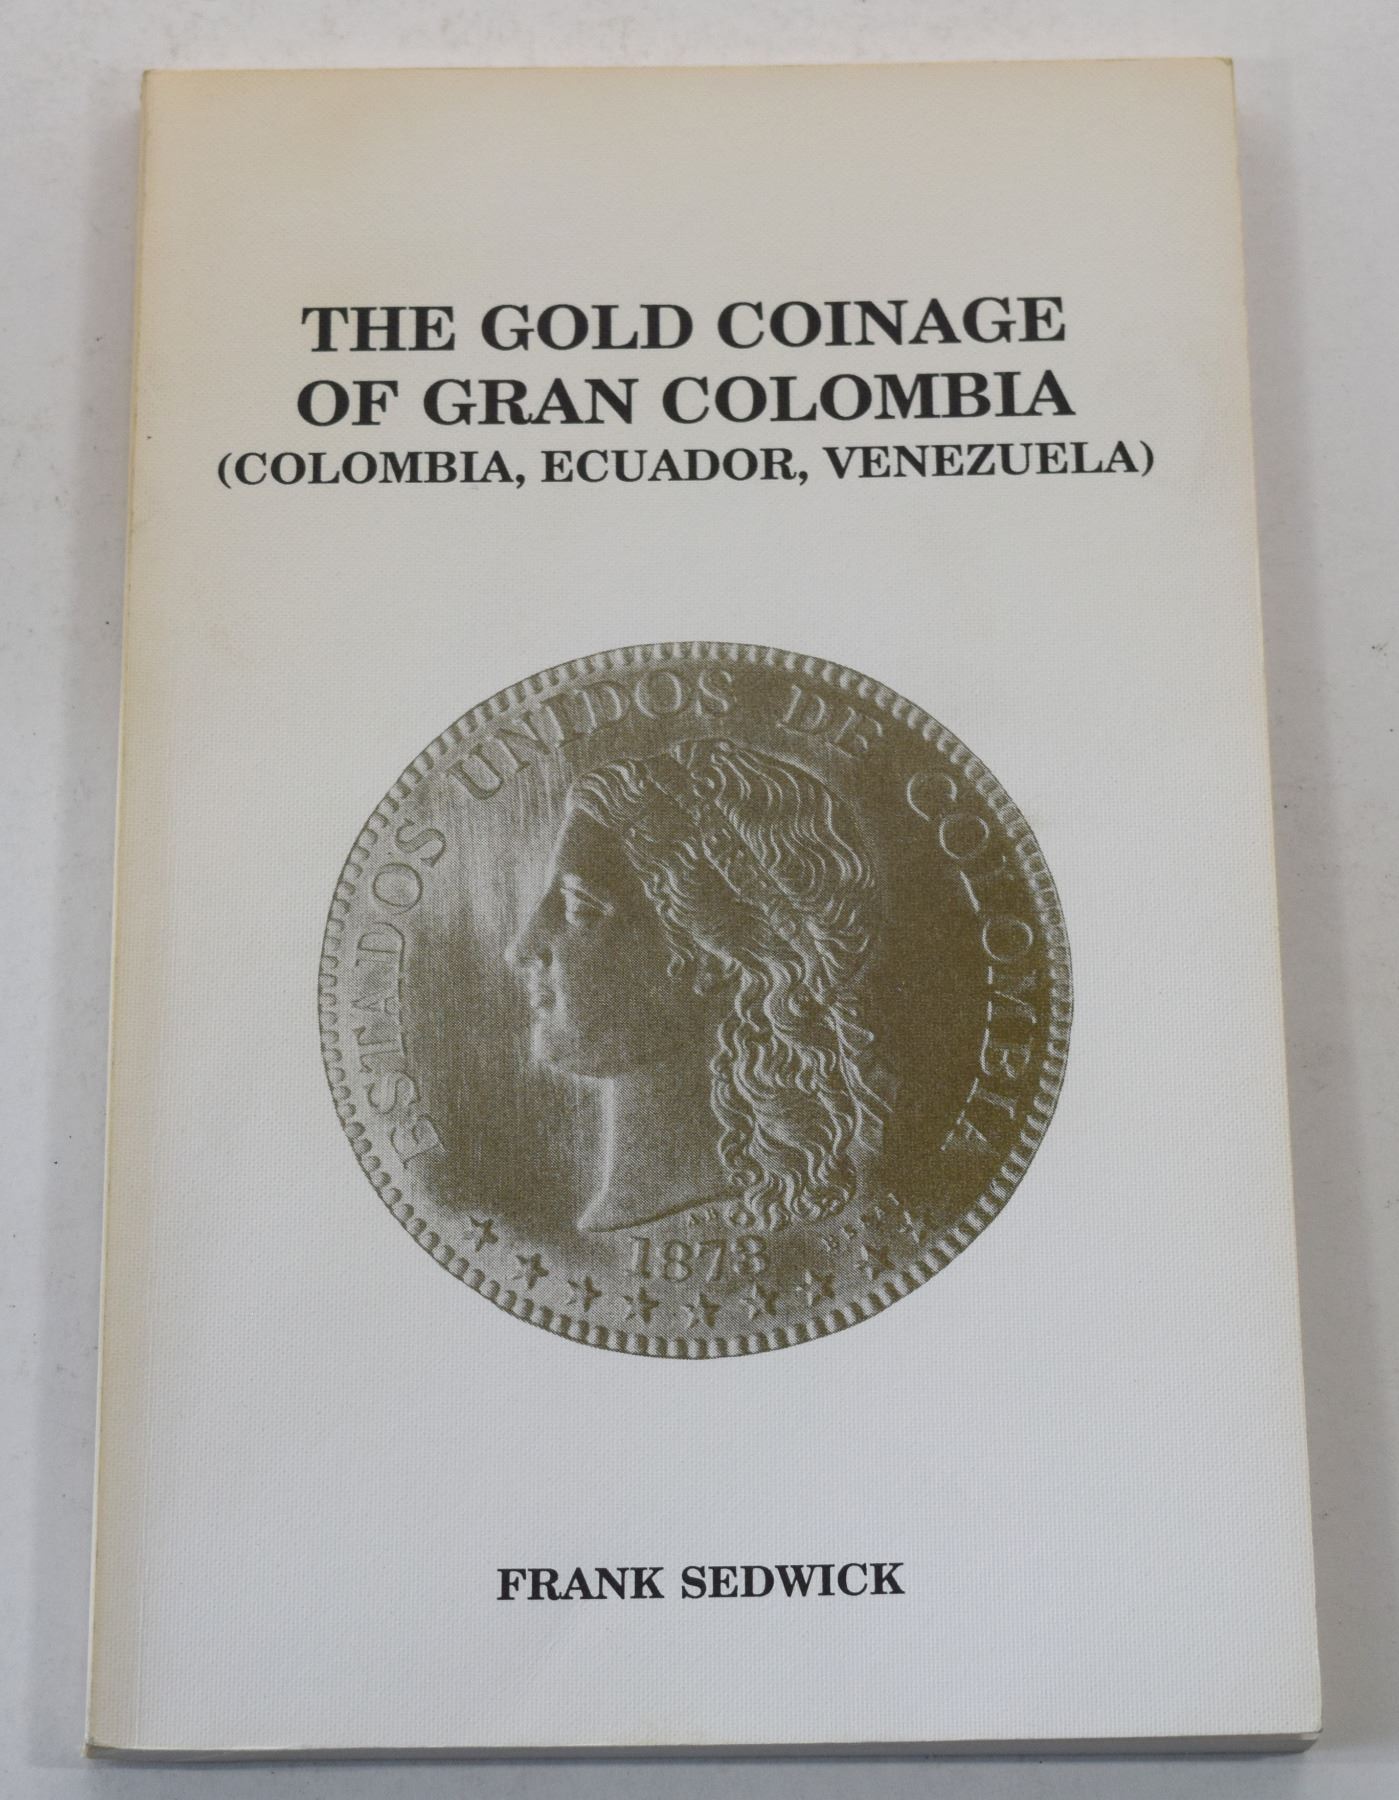 THE GOLD COINAGE
OF GRAN COLOMBIA
(COLOMBIA, ECUADOR, VENEZUELA)
ESTADOS UNIDOS DE COLOMBIA
1873
FRANK SEDWICK